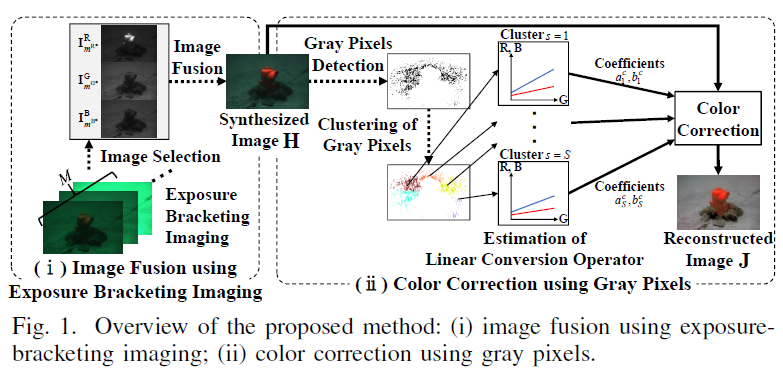 I^R_{m^{R*}}
I^G_{m^{G*}}
I^B_{m^{B*}}
Image
Fusion
Image Selection
M
Exposure
Bracketing
Imaging
(ⅰ) Image Fusion using
Exposure Bracketing Imaging
Synthesized
Image H
Gray Pixels
Detection
Clustering of
Gray Pixels
Cluster s = 1
R, B
G
Cluster s = S
R, B
G
Estimation of
Linear Conversion Operator
Coefficients
a^c_1, b^c_1
Coefficients
a^c_S, b^c_S
Color
Correction
Reconstructed
Image J
(ⅱ) Color Correction using Gray Pixels
Fig. 1. Overview of the proposed method: (i) image fusion using exposure-
bracketing imaging; (ii) color correction using gray pixels.